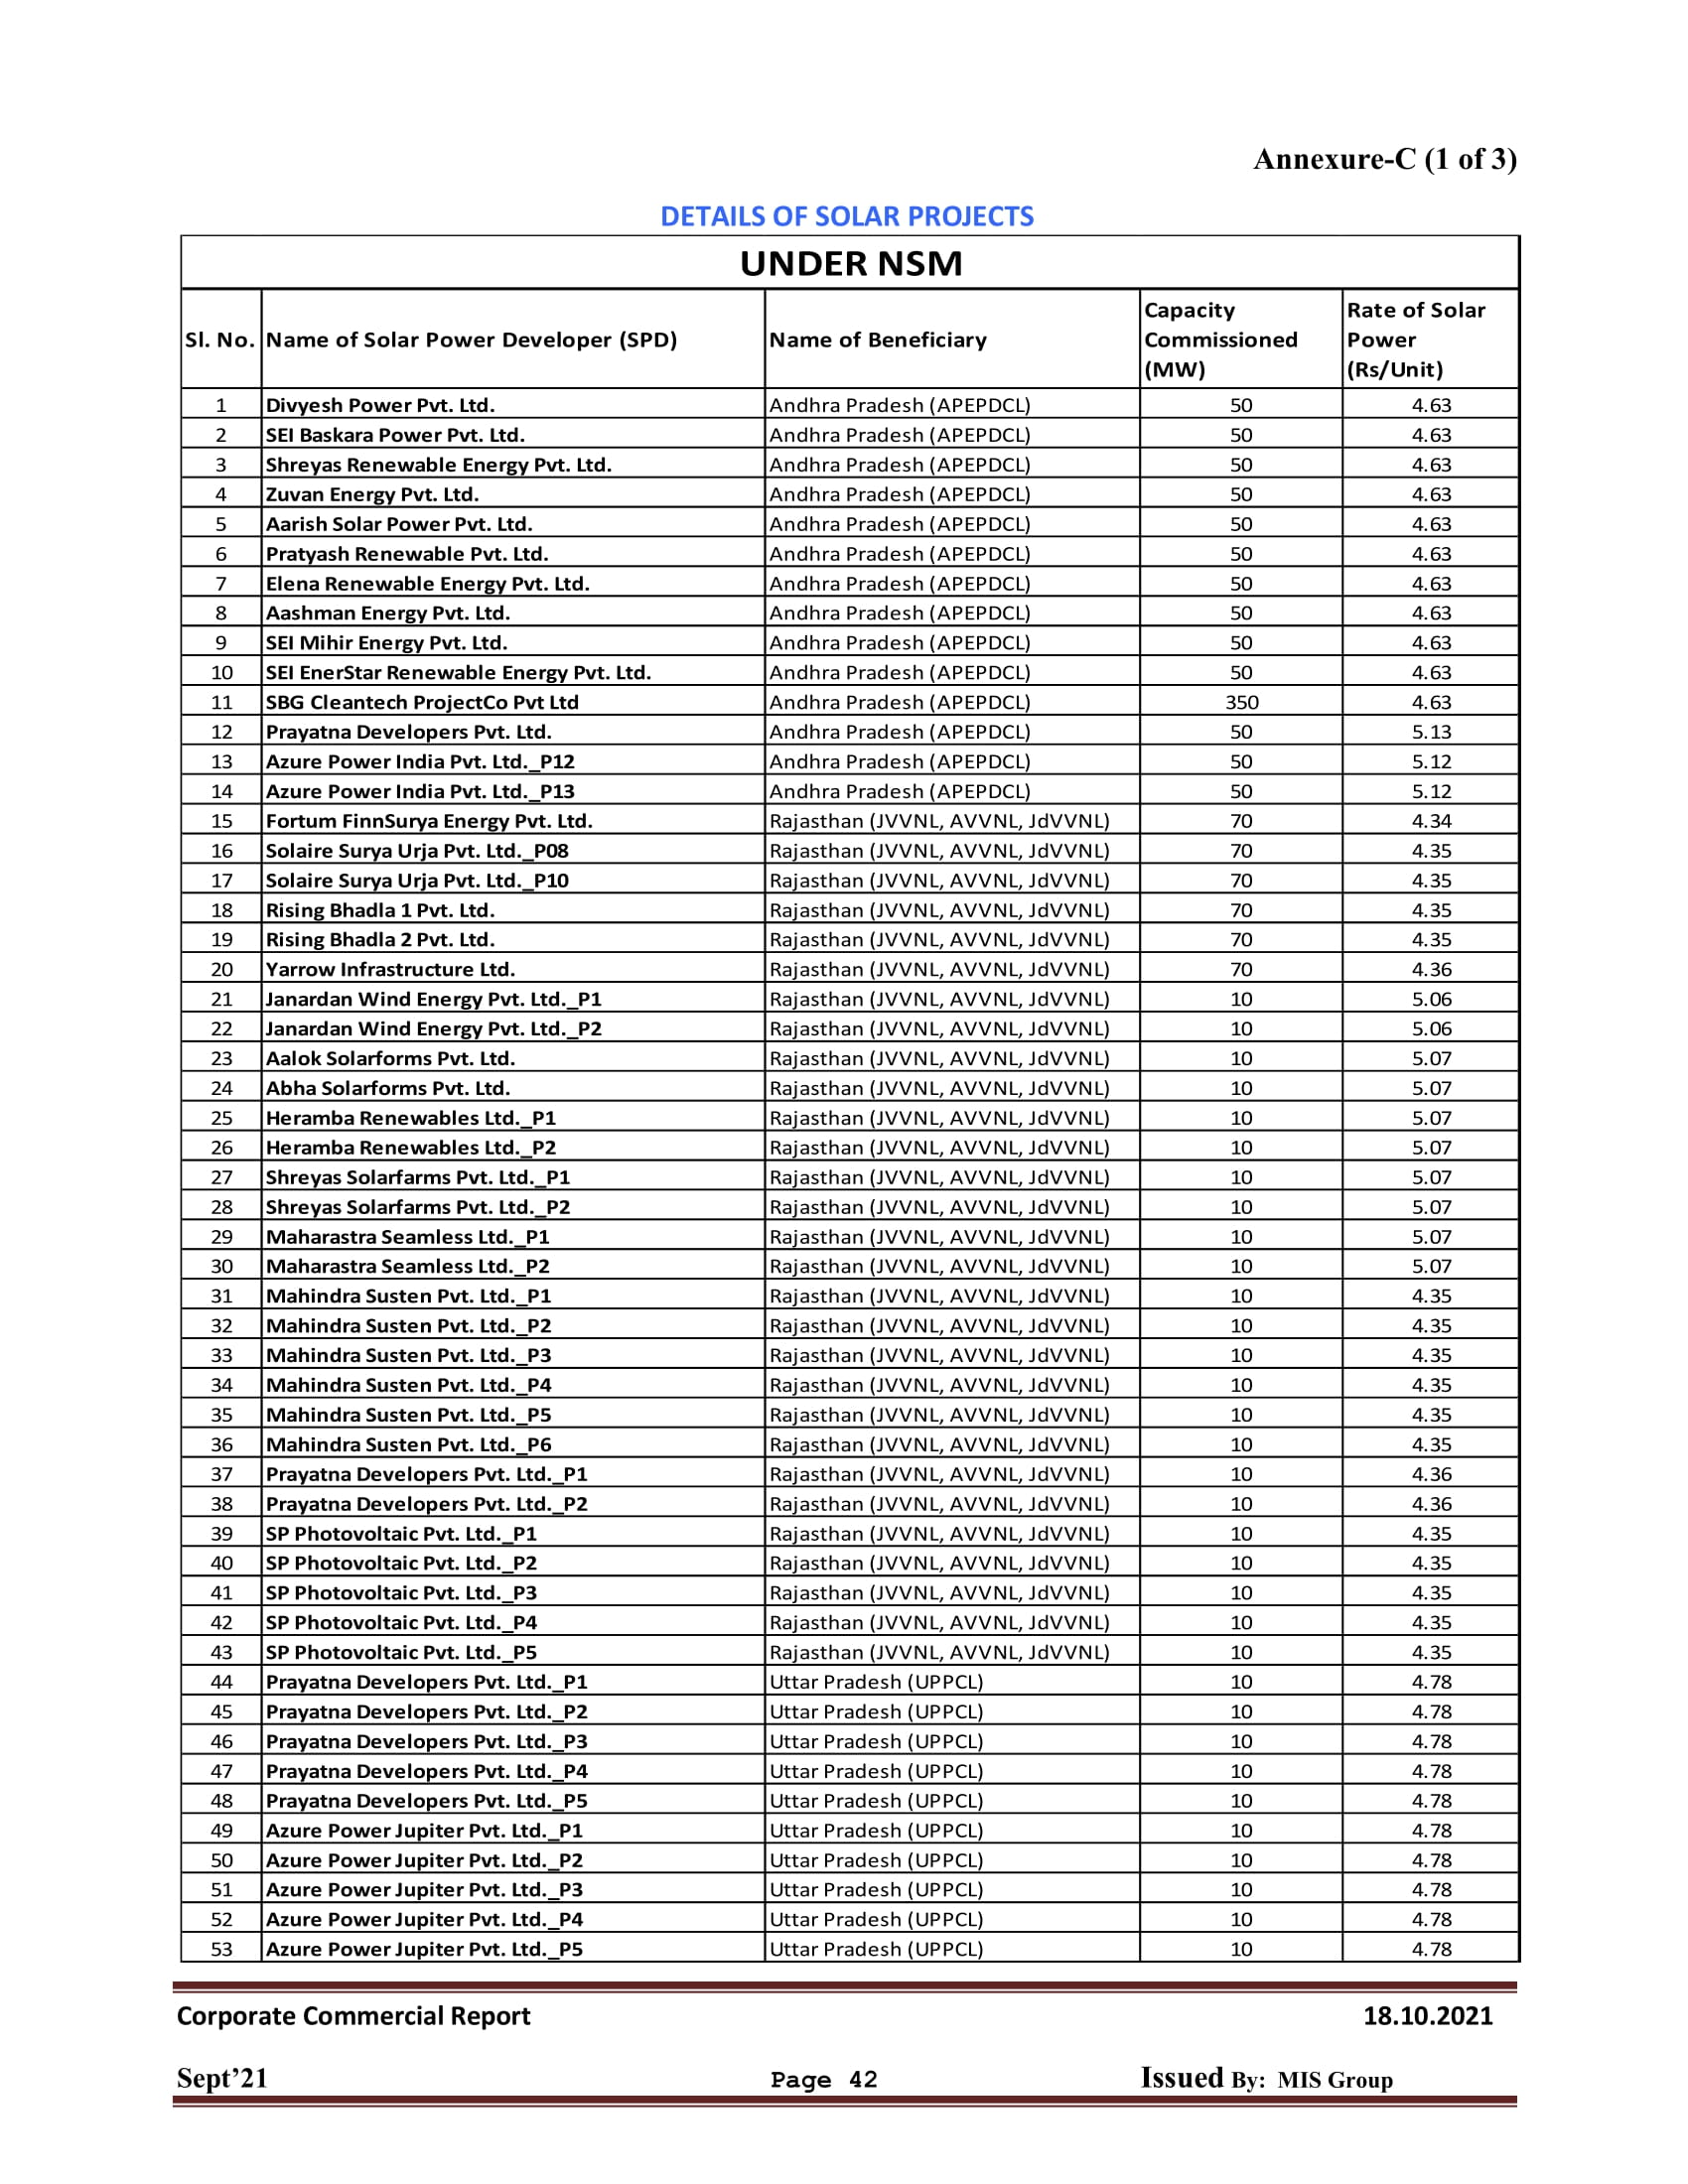 Annexure-C (1 of 3)
DETAILS OF SOLAR PROJECTS
UNDER NSM
Sl. No. Name of Solar Power Developer (SPD) Name of Beneficiary Capacity Commissioned (MW) Rate of Solar Power (Rs/Unit)
1 Divyesh Power Pvt. Ltd. Andhra Pradesh (APEPDCL) 50 4.63
2 SEI Baskara Power Pvt. Ltd. Andhra Pradesh (APEPDCL) 50 4.63
3 Shreyas Renewable Energy Pvt. Ltd. Andhra Pradesh (APEPDCL) 50 4.63
4 Zuvan Energy Pvt. Ltd. Andhra Pradesh (APEPDCL) 50 4.63
5 Aarish Solar Power Pvt. Ltd. Andhra Pradesh (APEPDCL) 50 4.63
6 Pratyash Renewable Pvt. Ltd. Andhra Pradesh (APEPDCL) 50 4.63
7 Elena Renewable Energy Pvt. Ltd. Andhra Pradesh (APEPDCL) 50 4.63
8 Aashman Energy Pvt. Ltd. Andhra Pradesh (APEPDCL) 50 4.63
9 SEI Mihir Energy Pvt. Ltd. Andhra Pradesh (APEPDCL) 50 4.63
10 SEI EnerStar Renewable Energy Pvt. Ltd. Andhra Pradesh (APEPDCL) 50 4.63
11 SBG Cleantech ProjectCo Pvt Ltd Andhra Pradesh (APEPDCL) 350 4.63
12 Prayatna Developers Pvt. Ltd. Andhra Pradesh (APEPDCL) 50 5.13
13 Azure Power India Pvt. Ltd._P12 Andhra Pradesh (APEPDCL) 50 5.12
14 Azure Power India Pvt. Ltd._P13 Andhra Pradesh (APEPDCL) 50 5.12
15 Fortum FinnSurya Energy Pvt. Ltd. Rajasthan (JVVNL, AVVNL, JdVVNL) 70 4.34
16 Solaire Surya Urja Pvt. Ltd._P08 Rajasthan (JVVNL, AVVNL, JdVVNL) 70 4.35
17 Solaire Surya Urja Pvt. Ltd._P10 Rajasthan (JVVNL, AVVNL, JdVVNL) 70 4.35
18 Rising Bhadla 1 Pvt. Ltd. Rajasthan (JVVNL, AVVNL, JdVVNL) 70 4.35
19 Rising Bhadla 2 Pvt. Ltd. Rajasthan (JVVNL, AVVNL, JdVVNL) 70 4.35
20 Yarrow Infrastructure Ltd. Rajasthan (JVVNL, AVVNL, JdVVNL) 70 4.36
21 Janardan Wind Energy Pvt. Ltd._P1 Rajasthan (JVVNL, AVVNL, JdVVNL) 10 5.06
22 Janardan Wind Energy Pvt. Ltd._P2 Rajasthan (JVVNL, AVVNL, JdVVNL) 10 5.06
23 Aalok Solarforms Pvt. Ltd. Rajasthan (JVVNL, AVVNL, JdVVNL) 10 5.07
24 Abha Solarforms Pvt. Ltd. Rajasthan (JVVNL, AVVNL, JdVVNL) 10 5.07
25 Heramba Renewables Ltd._P1 Rajasthan (JVVNL, AVVNL, JdVVNL) 10 5.07
26 Heramba Renewables Ltd._P2 Rajasthan (JVVNL, AVVNL, JdVVNL) 10 5.07
27 Shreyas Solarfarms Pvt. Ltd._P1 Rajasthan (JVVNL, AVVNL, JdVVNL) 10 5.07
28 Shreyas Solarfarms Pvt. Ltd._P2 Rajasthan (JVVNL, AVVNL, JdVVNL) 10 5.07
29 Maharastra Seamless Ltd._P1 Rajasthan (JVVNL, AVVNL, JdVVNL) 10 5.07
30 Maharastra Seamless Ltd._P2 Rajasthan (JVVNL, AVVNL, JdVVNL) 10 5.07
31 Mahindra Susten Pvt. Ltd._P1 Rajasthan (JVVNL, AVVNL, JdVVNL) 10 4.35
32 Mahindra Susten Pvt. Ltd._P2 Rajasthan (JVVNL, AVVNL, JdVVNL) 10 4.35
33 Mahindra Susten Pvt. Ltd._P3 Rajasthan (JVVNL, AVVNL, JdVVNL) 10 4.35
34 Mahindra Susten Pvt. Ltd._P4 Rajasthan (JVVNL, AVVNL, JdVVNL) 10 4.35
35 Mahindra Susten Pvt. Ltd._P5 Rajasthan (JVVNL, AVVNL, JdVVNL) 10 4.35
36 Mahindra Susten Pvt. Ltd._P6 Rajasthan (JVVNL, AVVNL, JdVVNL) 10 4.35
37 Prayatna Developers Pvt. Ltd._P1 Rajasthan (JVVNL, AVVNL, JdVVNL) 10 4.36
38 Prayatna Developers Pvt. Ltd._P2 Rajasthan (JVVNL, AVVNL, JdVVNL) 10 4.36
39 SP Photovoltaic Pvt. Ltd._P1 Rajasthan (JVVNL, AVVNL, JdVVNL) 10 4.35
40 SP Photovoltaic Pvt. Ltd._P2 Rajasthan (JVVNL, AVVNL, JdVVNL) 10 4.35
41 SP Photovoltaic Pvt. Ltd._P3 Rajasthan (JVVNL, AVVNL, JdVVNL) 10 4.35
42 SP Photovoltaic Pvt. Ltd._P4 Rajasthan (JVVNL, AVVNL, JdVVNL) 10 4.35
43 SP Photovoltaic Pvt. Ltd._P5 Rajasthan (JVVNL, AVVNL, JdVVNL) 10 4.35
44 Prayatna Developers Pvt. Ltd._P1 Uttar Pradesh (UPPCL) 10 4.78
45 Prayatna Developers Pvt. Ltd._P2 Uttar Pradesh (UPPCL) 10 4.78
46 Prayatna Developers Pvt. Ltd._P3 Uttar Pradesh (UPPCL) 10 4.78
47 Prayatna Developers Pvt. Ltd._P4 Uttar Pradesh (UPPCL) 10 4.78
48 Prayatna Developers Pvt. Ltd._P5 Uttar Pradesh (UPPCL) 10 4.78
49 Azure Power Jupiter Pvt. Ltd._P1 Uttar Pradesh (UPPCL) 10 4.78
50 Azure Power Jupiter Pvt. Ltd._P2 Uttar Pradesh (UPPCL) 10 4.78
51 Azure Power Jupiter Pvt. Ltd._P3 Uttar Pradesh (UPPCL) 10 4.78
52 Azure Power Jupiter Pvt. Ltd._P4 Uttar Pradesh (UPPCL) 10 4.78
53 Azure Power Jupiter Pvt. Ltd._P5 Uttar Pradesh (UPPCL) 10 4.78
Corporate Commercial Report 18.10.2021
Sept’21 Page 42 Issued By: MIS Group